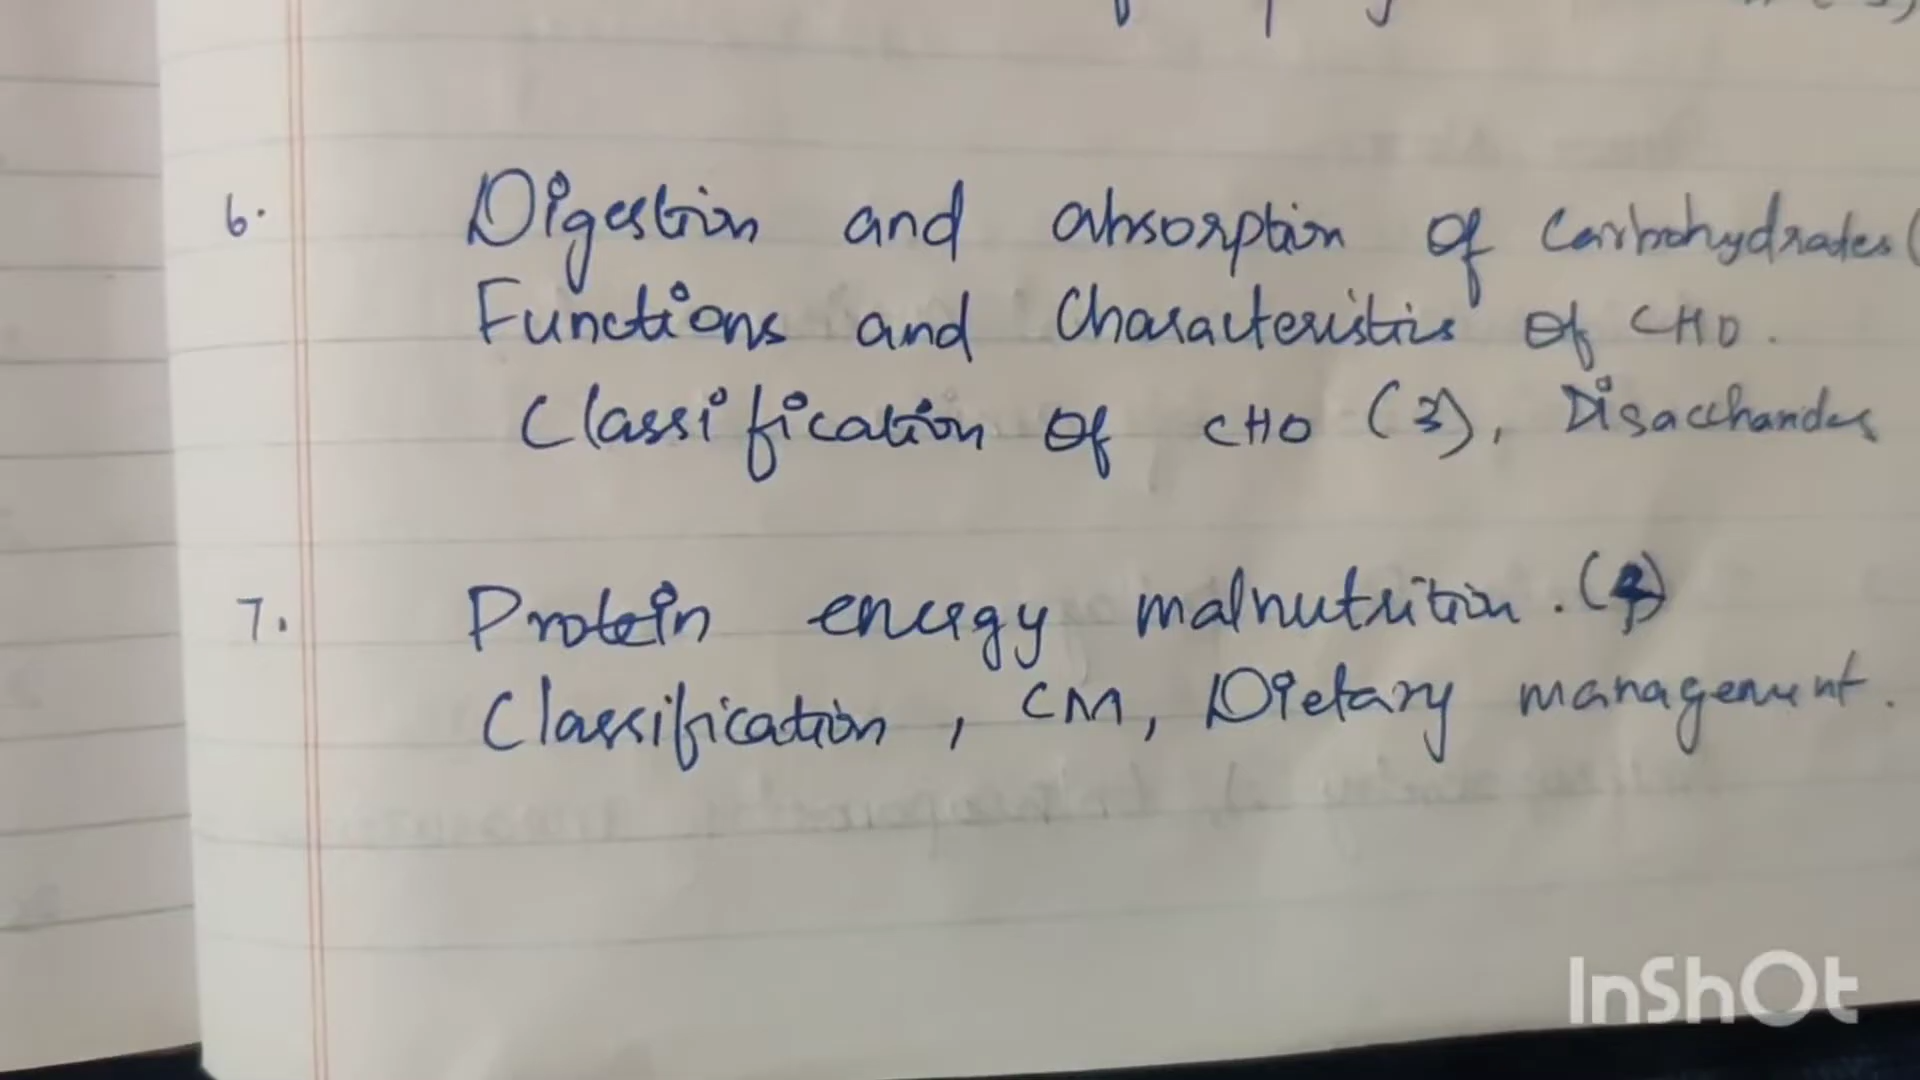 6. Digestion and absorption of Carbohydrates (
Functions and Characteristics of CHO.
Classification of CHO (3), Disaccharides
7. Protein energy malnutrition. ( )
Classification, CM, Dietary management.
InShOt